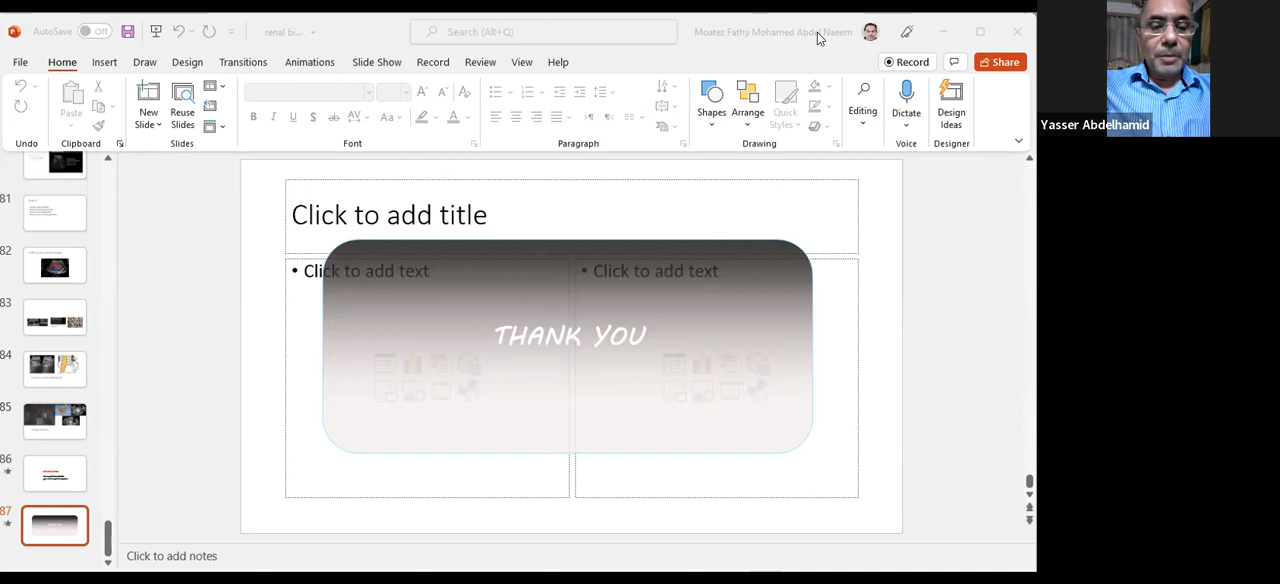 AutoSave Off renal bi... Search (Alt+Q) Moatez Fathy Mohamed Abdel Naeem
File Home Insert Draw Design Transitions Animations Slide Show Record Review View Help Record Share
Paste New Slide Reuse Slides B I U S ab AV Aa A Shapes Arrange Quick Styles Editing Dictate Design Ideas
Undo Clipboard Slides Font Paragraph Drawing Voice Designer
Yasser Abdelhamid
81
82
83
84
85
86
87
Click to add title
• Click to add text
• Click to add text
THANK YOU
Click to add notes